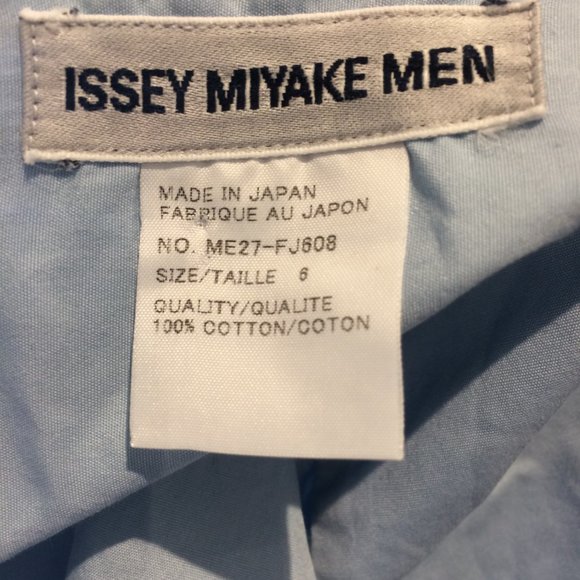 ISSEY MIYAKE MEN
MADE IN JAPAN
FABRIQUE AU JAPON
NO. ME27-FJ608
SIZE/TAILLE 6
QUALITY/QUALITE
100% COTTON/COTON